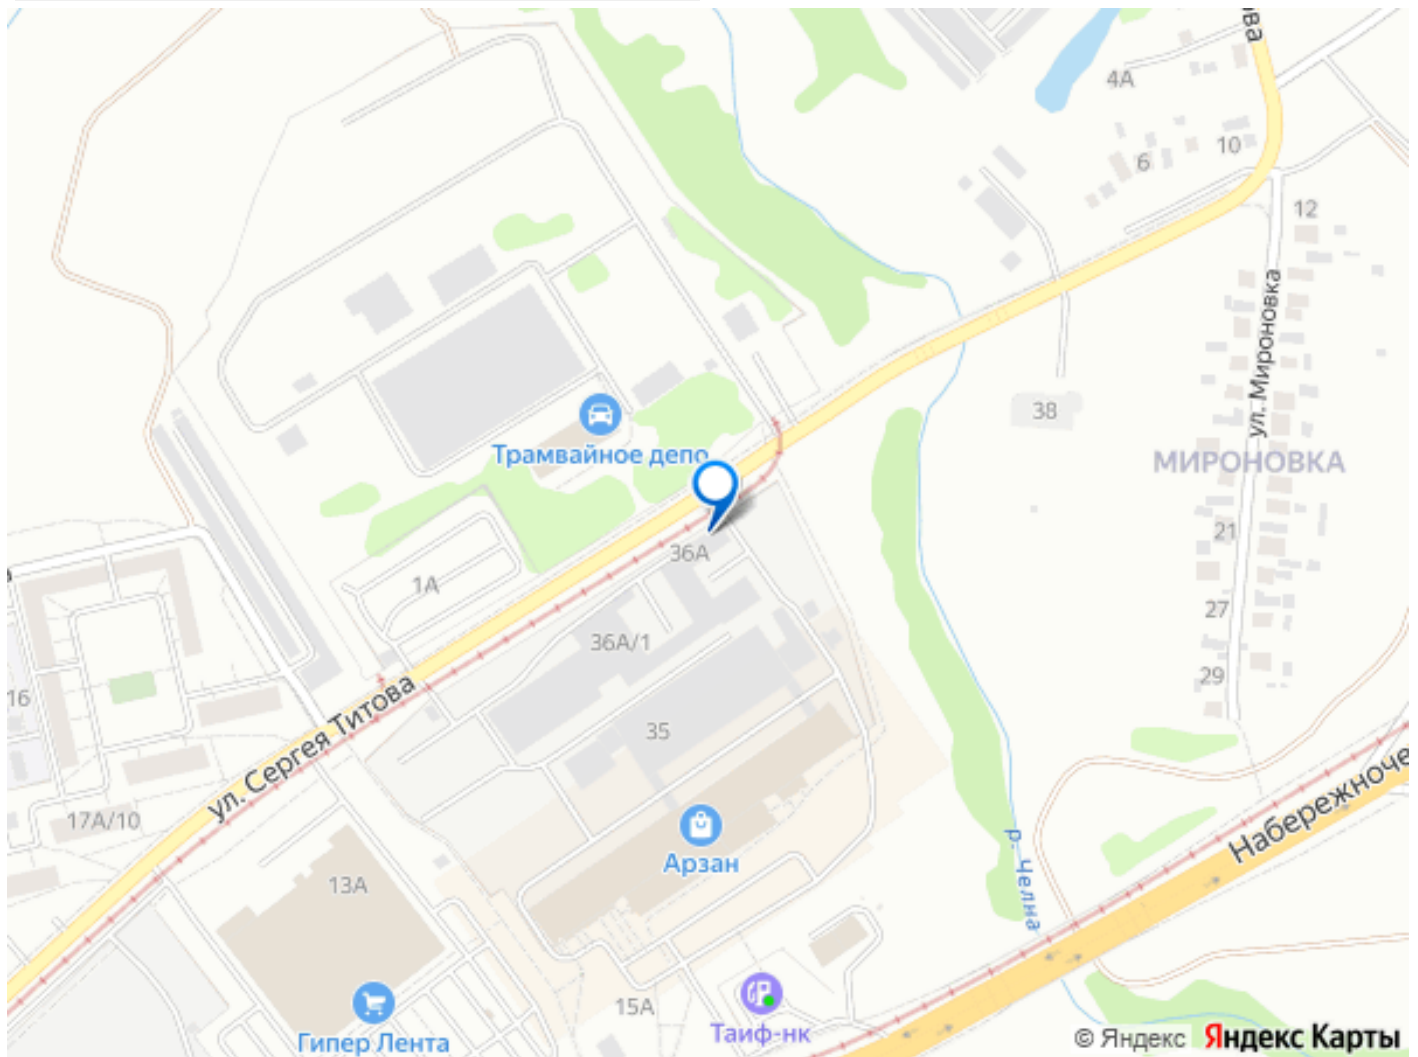 ова
4А
6
10
12
ул. Мироновка
38
МИРОНОВКА
Трамвайное депо
36А
1А
21
36А/1
27
16
29
35
ул. Сергея Титова
17А/10
Набережноче
Арзан
13А
р. Челна
15А
Таиф-нк
Гипер Лента
© Яндекс Яндекс Карты